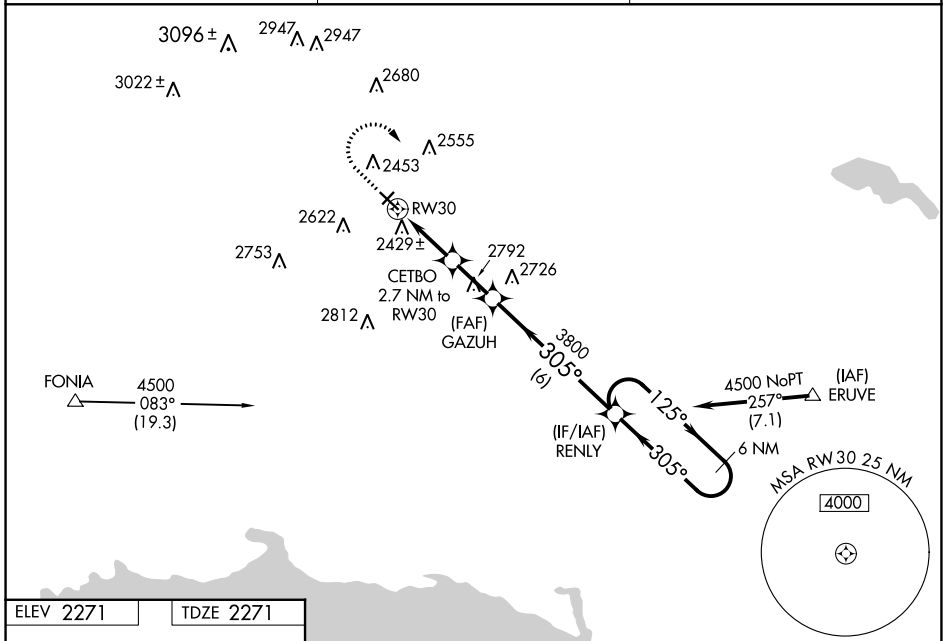 3096 ±
2947
2947
3022 ±
2680
2555
2453
RW30
2622
2429 ±
2753
2792
2726
CETBO
2.7 NM to
RW30
2812
(FAF)
GAZUH
3800
305°
(6)
FONIA
4500
083°
(19.3)
4500 NoPT
257°
(7.1)
(IAF)
ERUVE
125°
(IF/IAF)
RENLY
305°
6 NM
MSA RW30 25 NM
4000
ELEV 2271
TDZE 2271